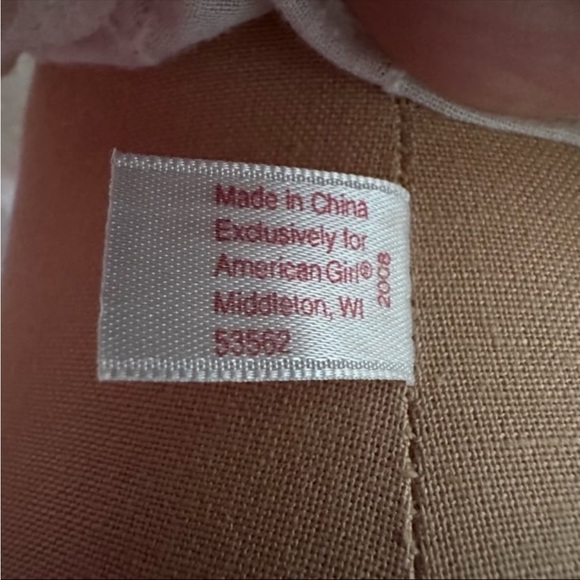 Made in China
Exclusively for
American Girl®
Middleton, WI
53562
2008